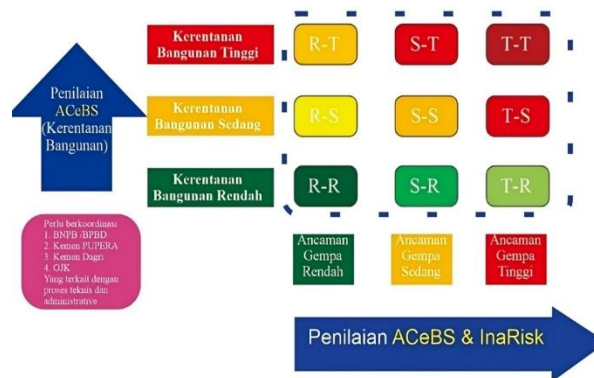 Penilaian
ACeBS
(Kerentanan
Bangunan)
Kerentanan
Bangunan Tinggi
R-T
S-T
T-T
Kerentanan
Bangunan Sedang
R-S
S-S
T-S
Kerentanan
Bangunan Rendah
R-R
S-R
T-R
Perlu berkoordinasi
1. BNPB /BPBD
2. Kemen PUPERA
3. Kemen Dagri
4. OJK
Yang terkait dengan
proses teknis dan
administrative
Ancaman
Gempa
Rendah
Ancaman
Gempa
Sedang
Ancaman
Gempa
Tinggi
Penilaian ACeBS & InaRisk